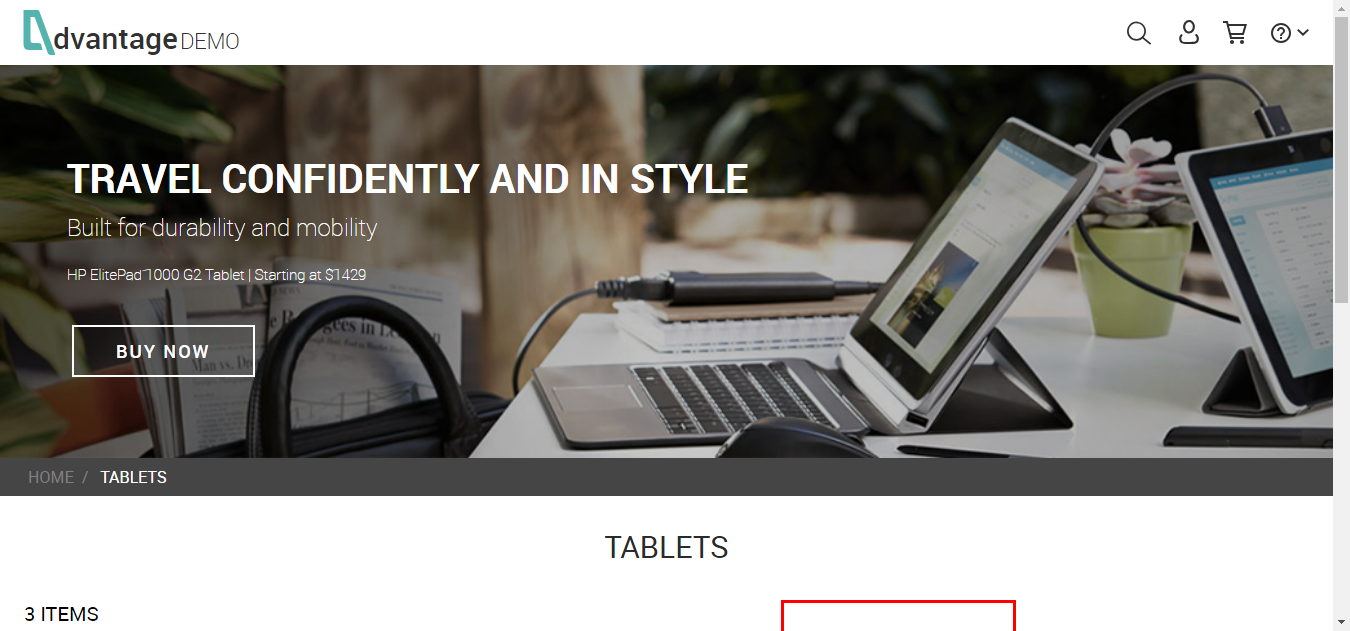 dvantage DEMO
TRAVEL CONFIDENTLY AND IN STYLE
Built for durability and mobility
HP ElitePad 1000 G2 Tablet | Starting at $1429
BUY NOW
HOME / TABLETS
TABLETS
3 ITEMS